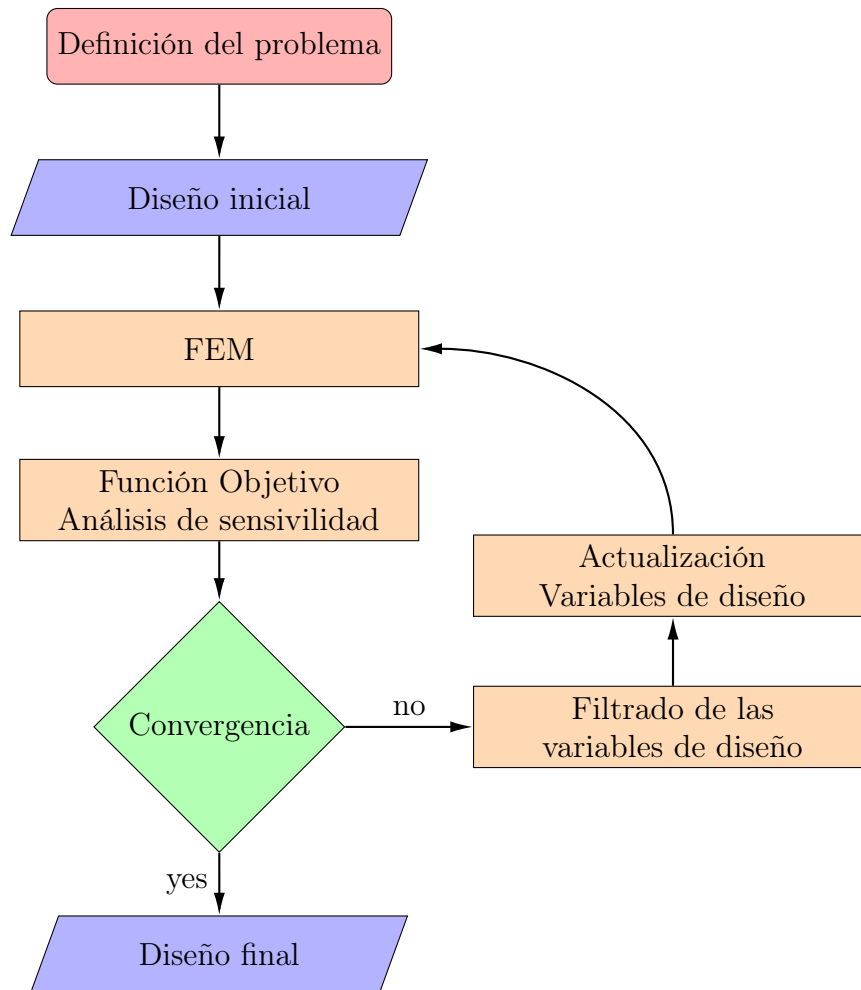 Definición del problema
Diseño inicial
FEM
Función Objetivo
Análisis de sensivilidad
Actualización
Variables de diseño
Convergencia
no
Filtrado de las
variables de diseño
yes
Diseño final